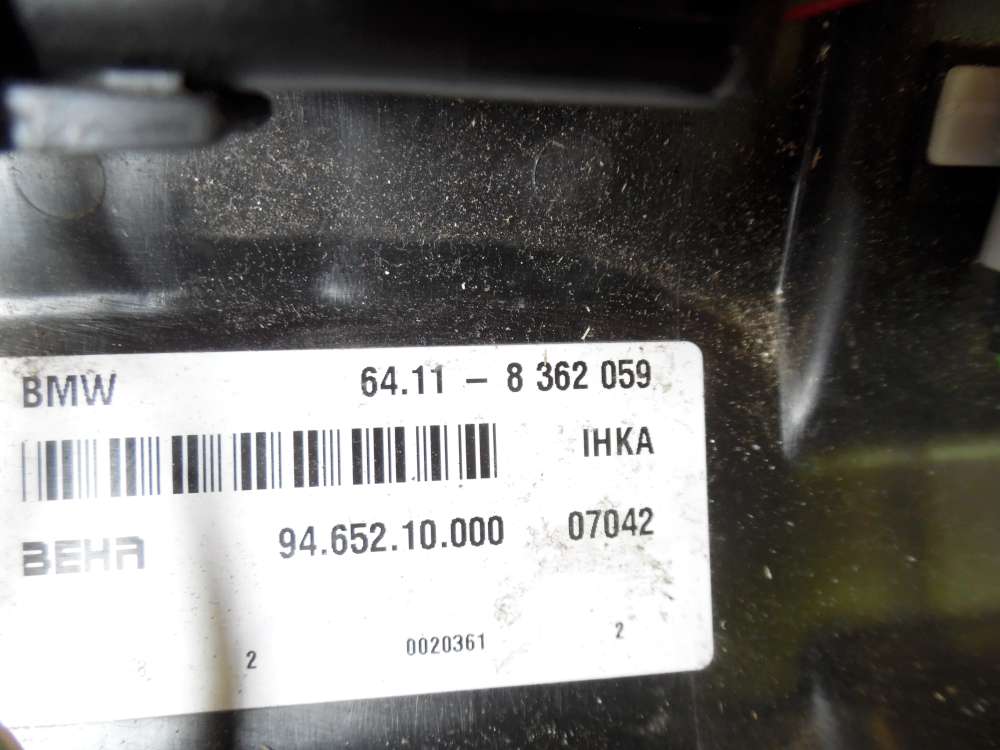 BMW 64.11 – 8 362 059
IHKA
BEHR 94.652.10.000 07042
2 0020361 2